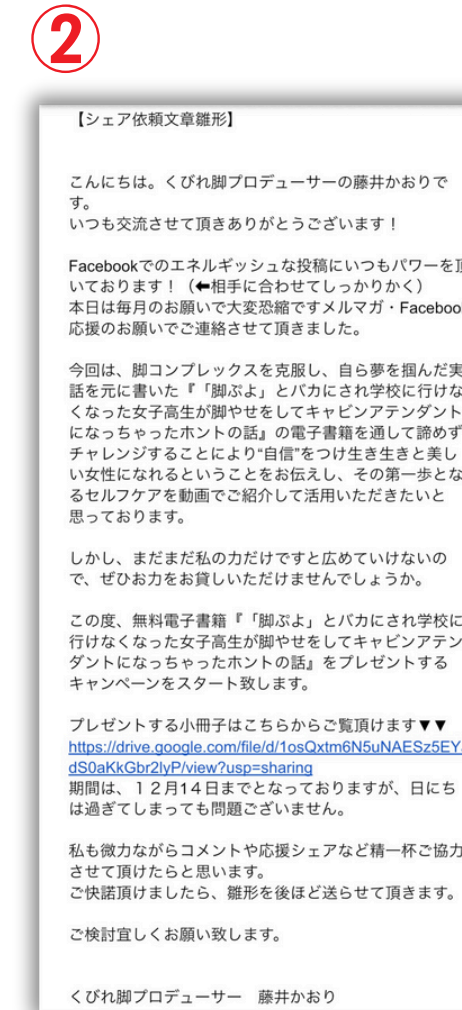 ②
【シェア依頼文章雛形】
こんにちは。くびれ脚プロデューサーの藤井かおりで
す。
いつも交流させて頂きありがとうございます！
Facebookでのエネルギッシュな投稿にいつもパワーを頂
いております！（⬅相手に合わせてしっかりかく）
本日は毎月のお願いで大変恐縮ですメルマガ・Facebook
応援のお願いでご連絡させて頂きました。
今回は、脚コンプレックスを克服し、自ら夢を掴んだ実
話を元に書いた『「脚ぷよ」とバカにされ学校に行けな
くなった女子高生が脚やせをしてキャビンアテンダント
になっちゃったホントの話』の電子書籍を通して諦めず
チャレンジすることにより“自信”をつけ生き生きと美し
い女性になれるということをお伝えし、その第一歩とな
るセルフケアを動画でご紹介して活用いただきたいと
思っております。
しかし、まだまだ私の力だけですと広めていけないの
で、ぜひお力をお貸しいただけませんでしょうか。
この度、無料電子書籍『「脚ぷよ」とバカにされ学校に
行けなくなった女子高生が脚やせをしてキャビンアテン
ダントになっちゃったホントの話』をプレゼントする
キャンペーンをスタート致します。
プレゼントする小冊子はこちらからご覧頂けます▼▼
https://drive.google.com/file/d/1osQxtm6N5uNAESz5EY
dS0aKkGbr2lyP/view?usp=sharing
期間は、１２月14日までとなっておりますが、日にち
は過ぎてしまっても問題ございません。
私も微力ながらコメントや応援シェアなど精一杯ご協力
させて頂けたらと思います。
ご快諾頂けましたら、雛形を後ほど送らせて頂きます。
ご検討宜しくお願い致します。
くびれ脚プロデューサー　藤井かおり